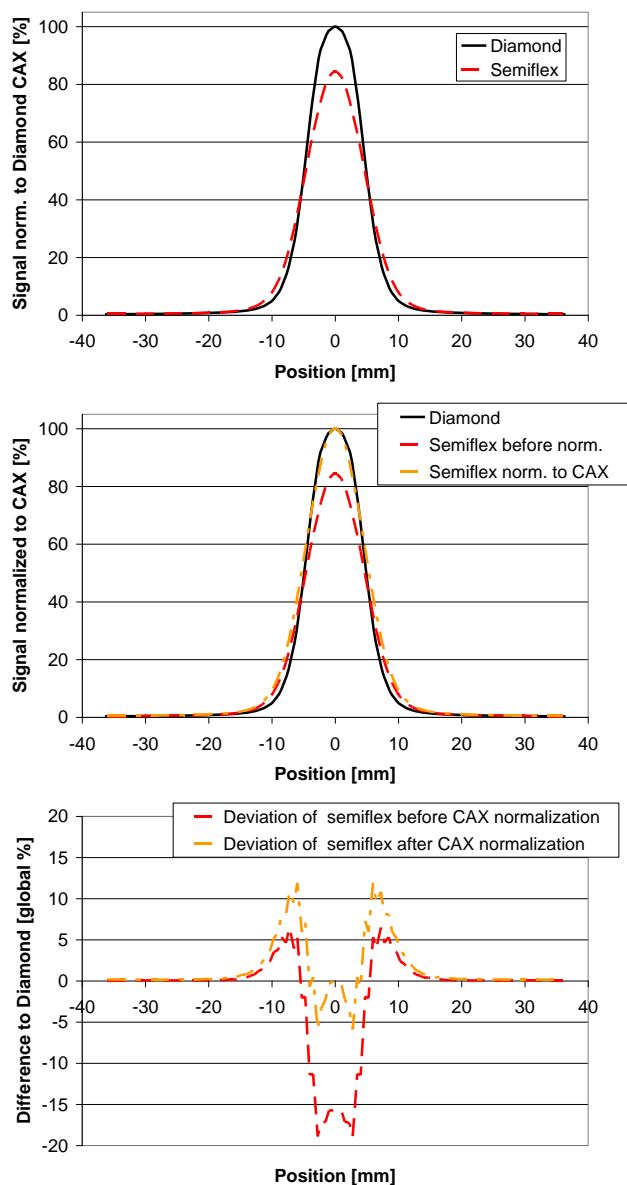 Signal norm. to Diamond CAX [%]
100
80
60
40
20
0
Diamond
Semiflex
-40 -30 -20 -10 0 10 20 30 40
Position [mm]
Signal normalized to CAX [%]
100
80
60
40
20
0
Diamond
Semiflex before norm.
Semiflex norm. to CAX
-40 -30 -20 -10 0 10 20 30 40
Position [mm]
Difference to Diamond [global %]
20
15
10
5
0
-5
-10
-15
-20
Deviation of semiflex before CAX normalization
Deviation of semiflex after CAX normalization
-40 -30 -20 -10 0 10 20 30 40
Position [mm]